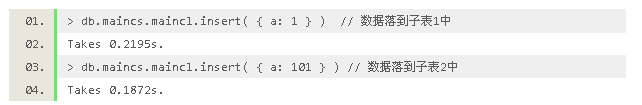 01. > db.maincs.maincl.insert( { a: 1 } )  // 数据落到子表1中
02. Takes 0.2195s.
03. > db.maincs.maincl.insert( { a: 101 } ) // 数据落到子表2中
04. Takes 0.1872s.